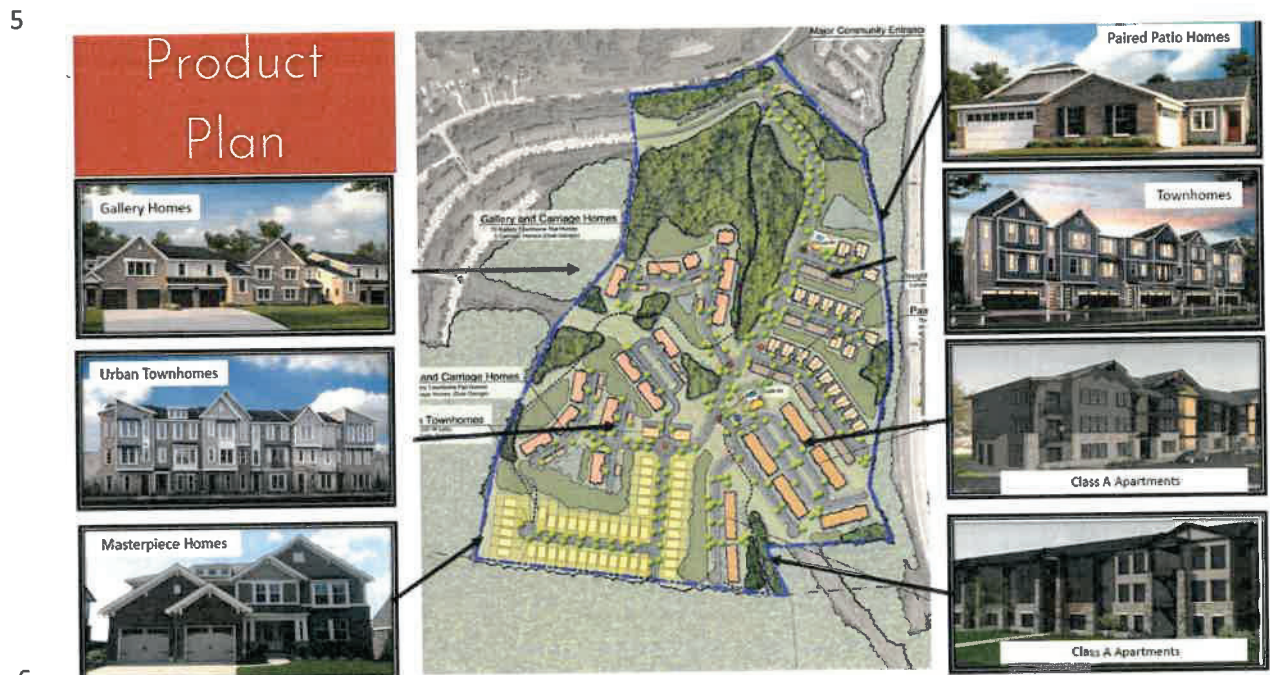 5
Product
Plan
Gallery Homes
Urban Townhomes
Masterpiece Homes
Major Community Entrance
Gallery and Carriage Homes
and Carriage Homes
Townhomes
Paired Patio Homes
Townhomes
Class A Apartments
Class A Apartments